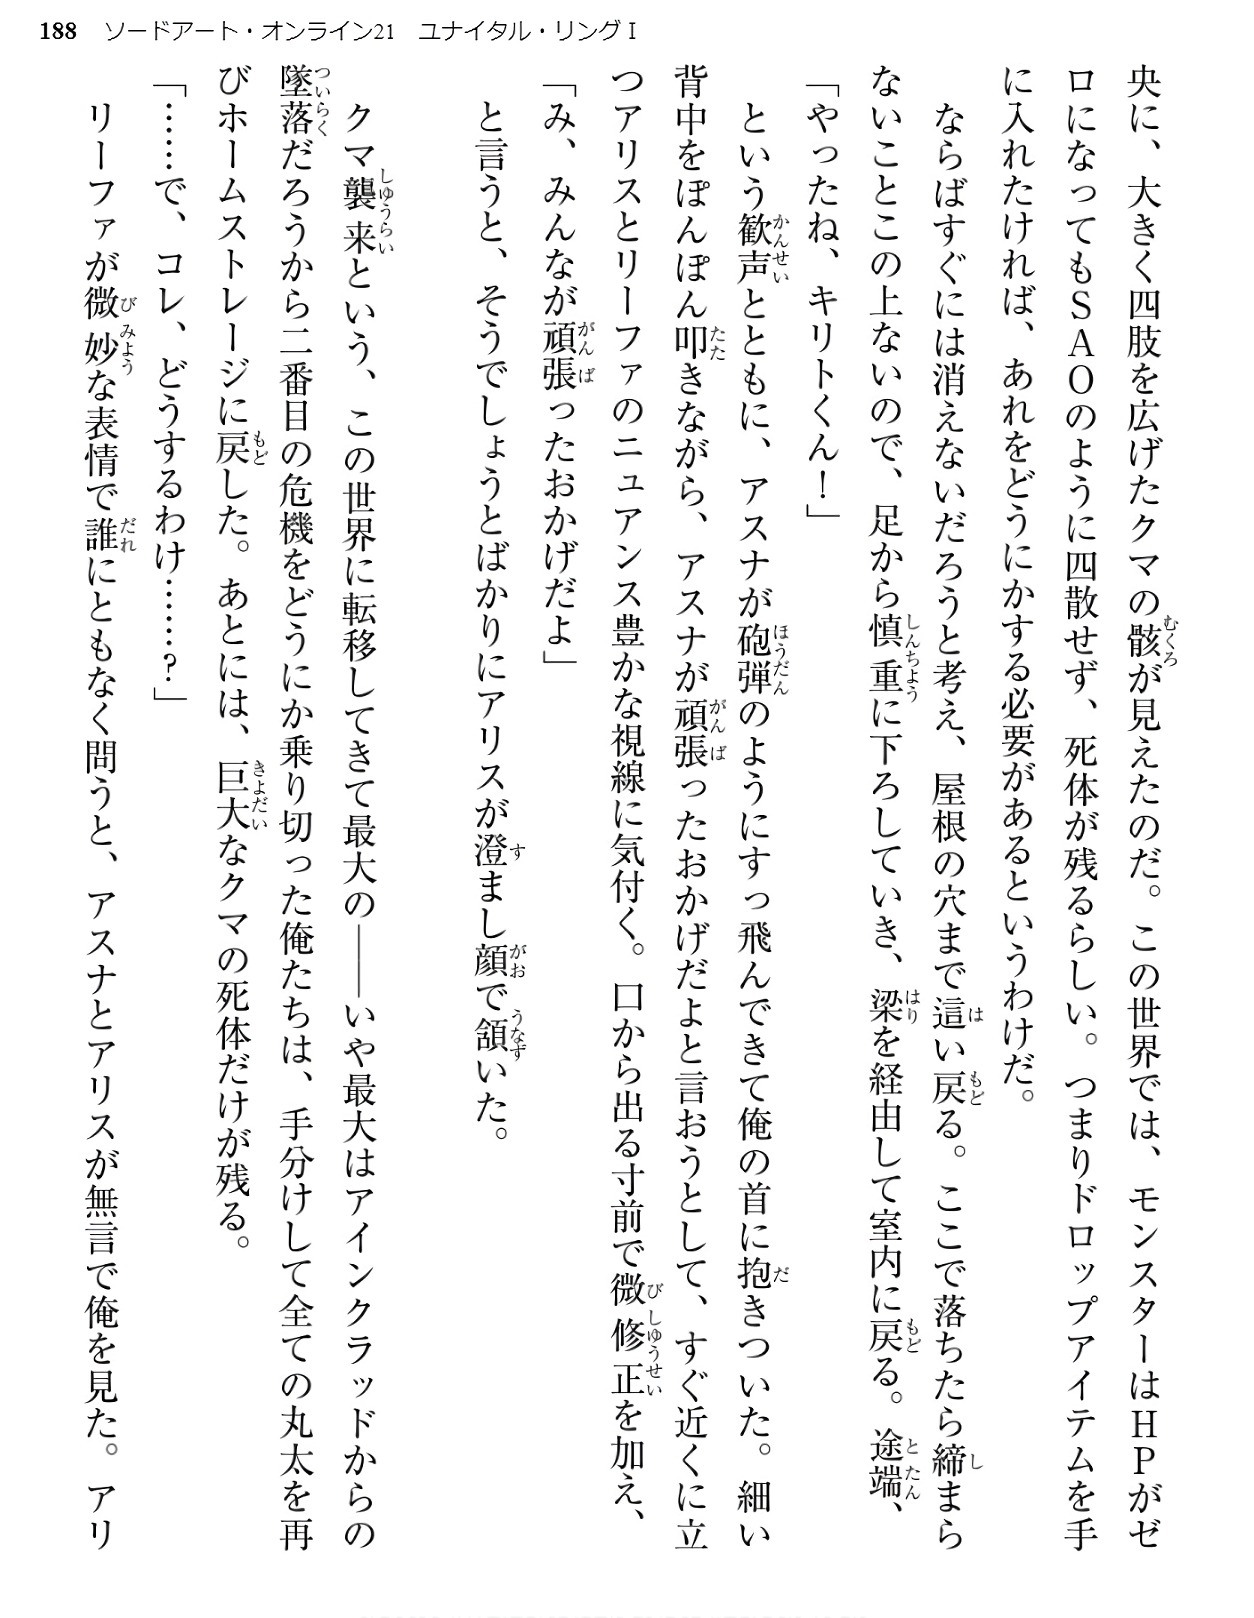 188 ソードアート・オンライン21 ユナイタル・リングⅠ
央に、大きく四肢を広げたクマの骸が見えたのだ。この世界では、モンスターはHPがゼ
ロになってもSAOのように四散せず、死体が残るらしい。つまりドロップアイテムを手
に入れたければ、あれをどうにかする必要があるというわけだ。
ならばすぐには消えないだろうと考え、屋根の穴まで這い戻る。ここで落ちたら締まら
ないことこの上ないので、足から慎重に下ろしていき、梁を経由して室内に戻る。途端、
「やったね、キリトくん!」
という歓声とともに、アスナが砲弾のようにすっ飛んできて俺の首に抱きついた。細い
背中をぽんぽん叩きながら、アスナが頑張ったおかげだよと言おうとして、すぐ近くに立
つアリスとリーファのニュアンス豊かな視線に気付く。口から出る寸前で微修正を加え、
「み、みんなが頑張ったおかげだよ」
と言うと、そうでしょうとばかりにアリスが澄まし顔で頷いた。
クマ襲来という、この世界に転移してきて最大の――いや最大はアインクラッドからの
墜落だろうから二番目の危機をどうにか乗り切った俺たちは、手分けして全ての丸太を再
びホームストレージに戻した。あとには、巨大なクマの死体だけが残る。
「……で、コレ、どうするわけ……?」
リーファが微妙な表情で誰にともなく問うと、アスナとアリスが無言で俺を見た。アリ